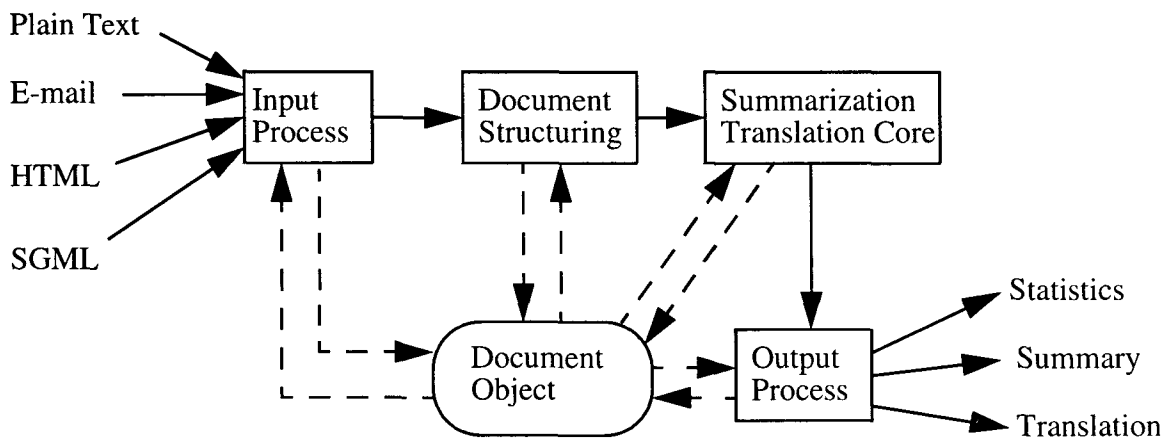 Plain Text
E-mail
HTML
SGML
Input
Process
Document
Structuring
Summarization
Translation Core
Document
Object
Output
Process
Statistics
Summary
Translation